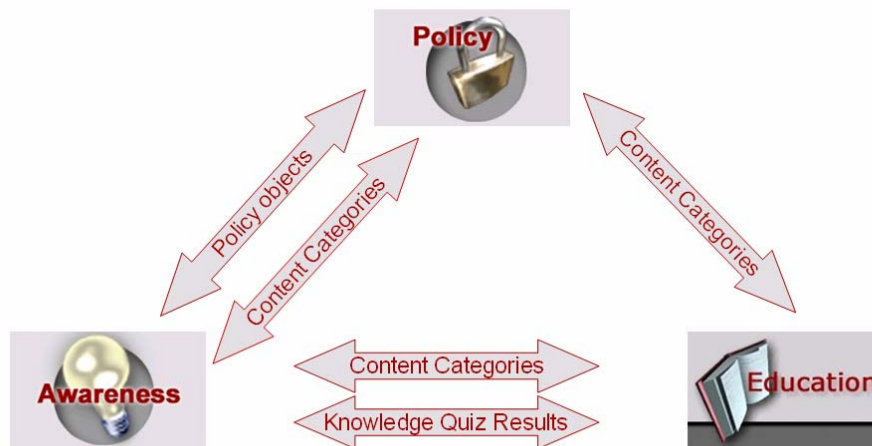 Policy
Policy objects
Content Categories
Content Categories
Awareness
Content Categories
Knowledge Quiz Results
Education